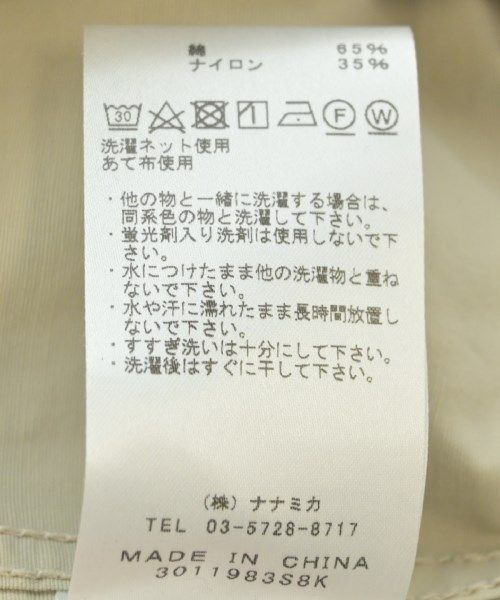 綿 65%
ナイロン 35%
30 F W
洗濯ネット使用
あて布使用
・他の物と一緒に洗濯する場合は、
同系色の物と洗濯して下さい。
・蛍光剤入り洗剤は使用しないで下
さい。
・水につけたまま他の洗濯物と重ね
ないで下さい。
・水や汗に濡れたまま長時間放置し
ないで下さい。
・すすぎ洗いは十分にして下さい。
・洗濯後はすぐに干して下さい。
(株)ナナミカ
TEL 03-5728-8717
MADE IN CHINA
3011983S8K